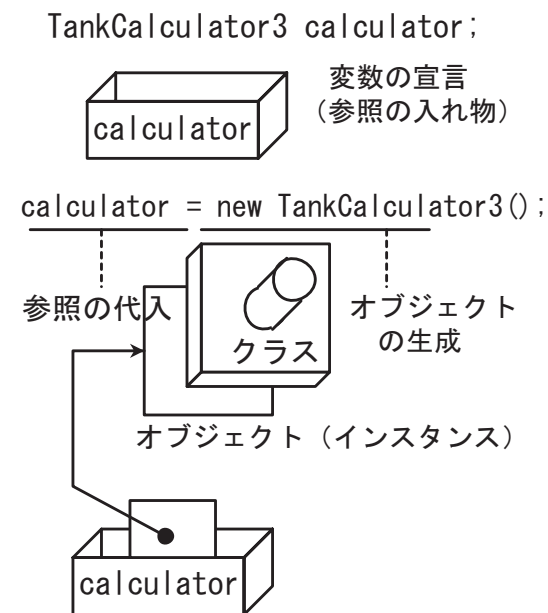 TankCalculator3 calculator;
変数の宣言
(参照の入れ物)
calculator
calculator = new TankCalculator3();
参照の代入
クラス
オブジェクト
の生成
オブジェクト（インスタンス）
calculator